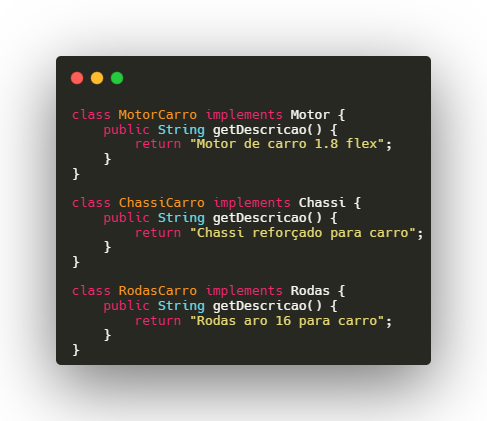 class MotorCarro implements Motor {
    public String getDescricao() {
        return "Motor de carro 1.8 flex";
    }
}

class ChassiCarro implements Chassi {
    public String getDescricao() {
        return "Chassi reforçado para carro";
    }
}

class RodasCarro implements Rodas {
    public String getDescricao() {
        return "Rodas aro 16 para carro";
    }
}